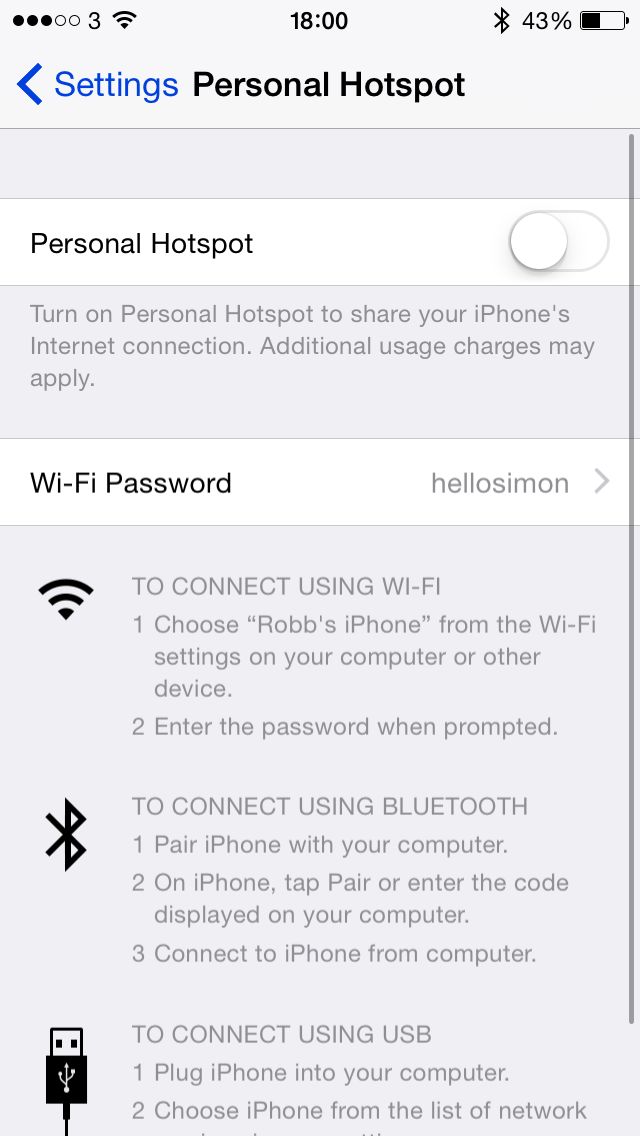 3 18:00 43%
Settings Personal Hotspot
Personal Hotspot
Turn on Personal Hotspot to share your iPhone's
Internet connection. Additional usage charges may
apply.
Wi-Fi Password hellosimon
TO CONNECT USING WI-FI
1 Choose “Robb's iPhone” from the Wi-Fi
settings on your computer or other
device.
2 Enter the password when prompted.
TO CONNECT USING BLUETOOTH
1 Pair iPhone with your computer.
2 On iPhone, tap Pair or enter the code
displayed on your computer.
3 Connect to iPhone from computer.
TO CONNECT USING USB
1 Plug iPhone into your computer.
2 Choose iPhone from the list of network